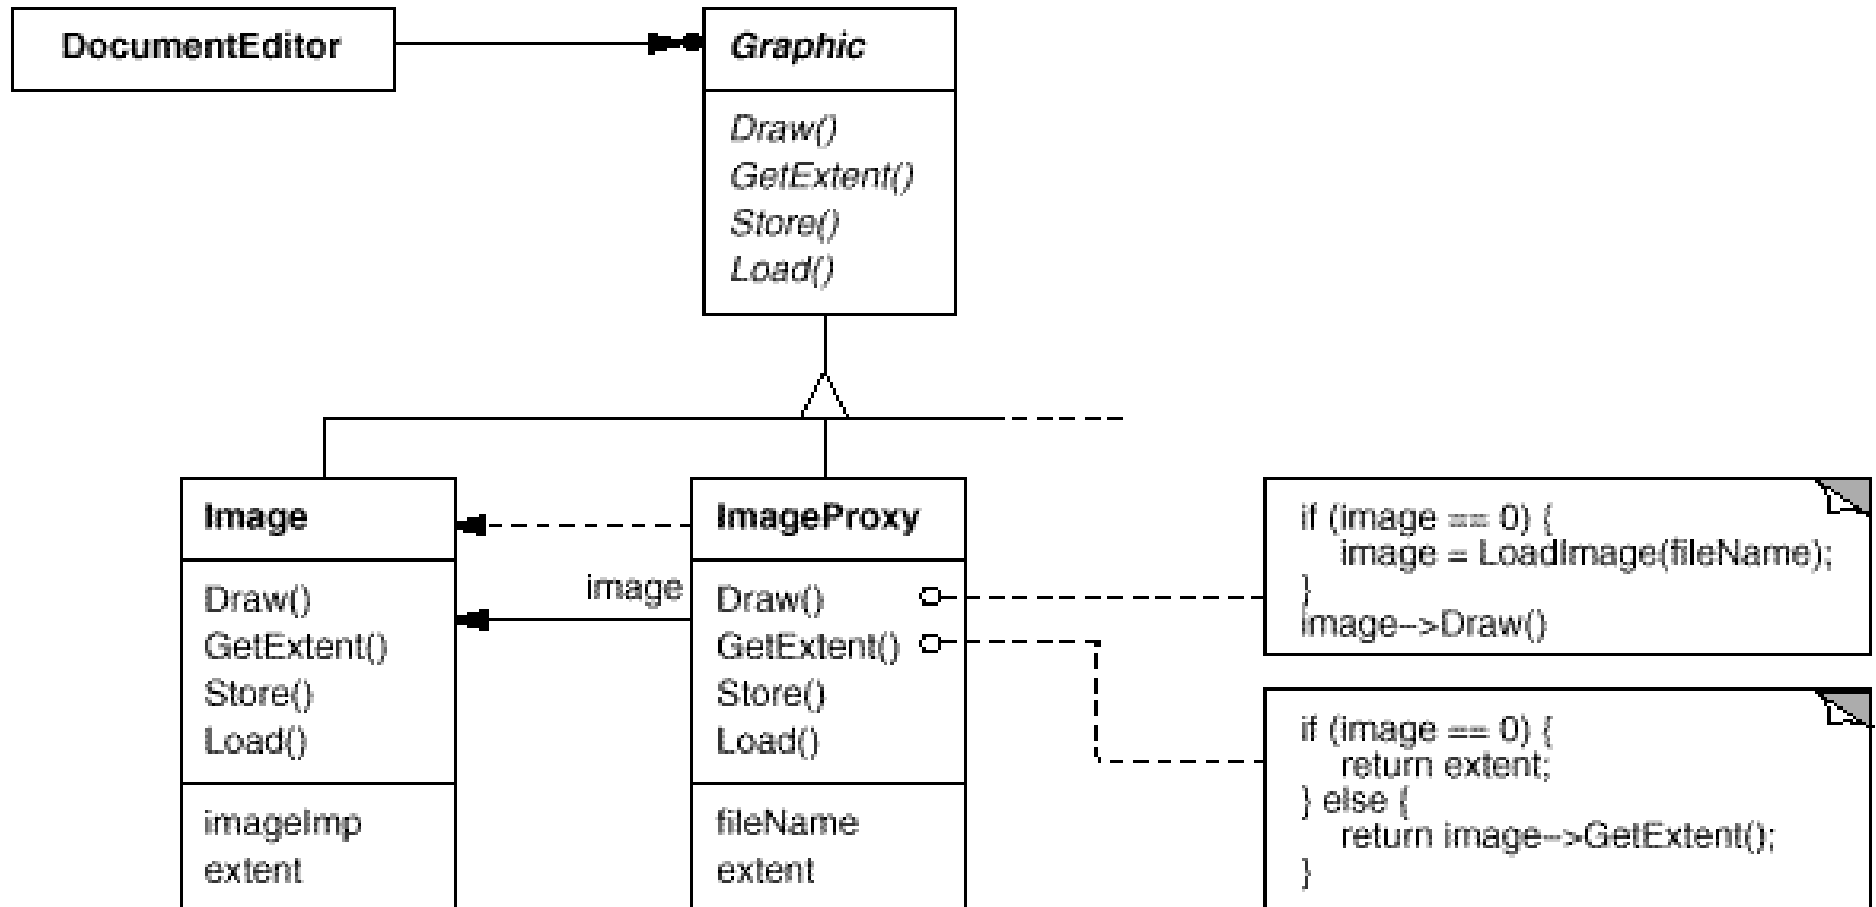 DocumentEditor
Graphic
Draw()
GetExtent()
Store()
Load()
Image
Draw()
GetExtent()
Store()
Load()
imageImp
extent
image
ImageProxy
Draw()
GetExtent()
Store()
Load()
fileName
extent
if (image == 0) {
image = LoadImage(fileName);
}
image->Draw()
if (image == 0) {
return extent;
} else {
return image->GetExtent();
}